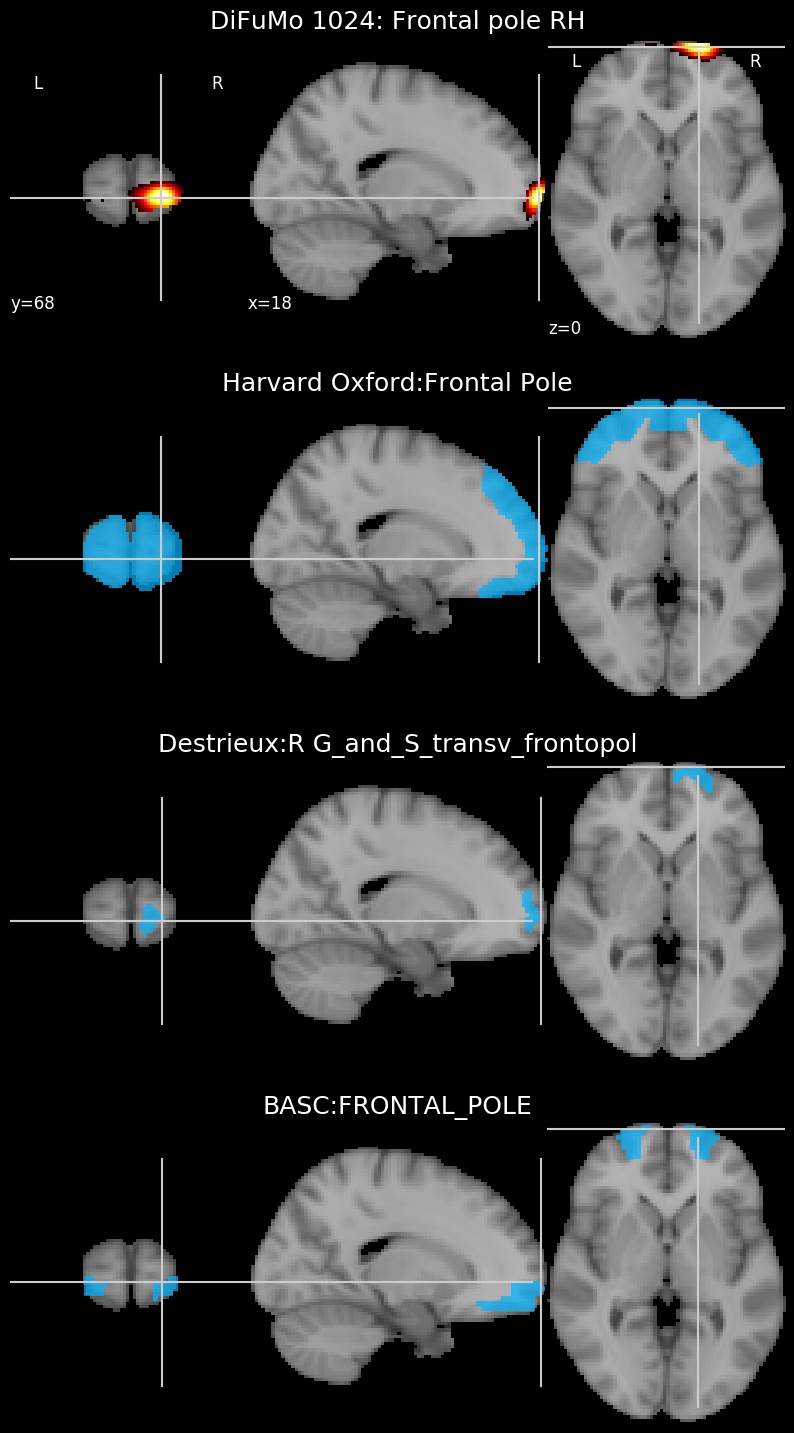 DiFuMo 1024: Frontal pole RH
L R L R
y=68 x=18 z=0
Harvard Oxford:Frontal Pole
Destrieux:R G_and_S_transv_frontopol
BASC:FRONTAL_POLE